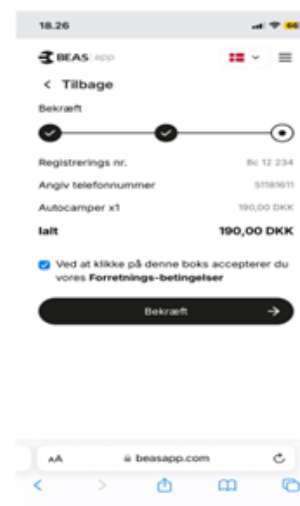 18.26
66
BEAS app
Tilbage
Bekræft
Registrerings nr. Bc 12 234
Angiv telefonnummer 51181611
Autocamper x1 190,00 DKK
Ialt 190,00 DKK
Ved at klikke på denne boks accepterer du
vores Forretnings-betingelser
Bekræft
AA beasapp.com